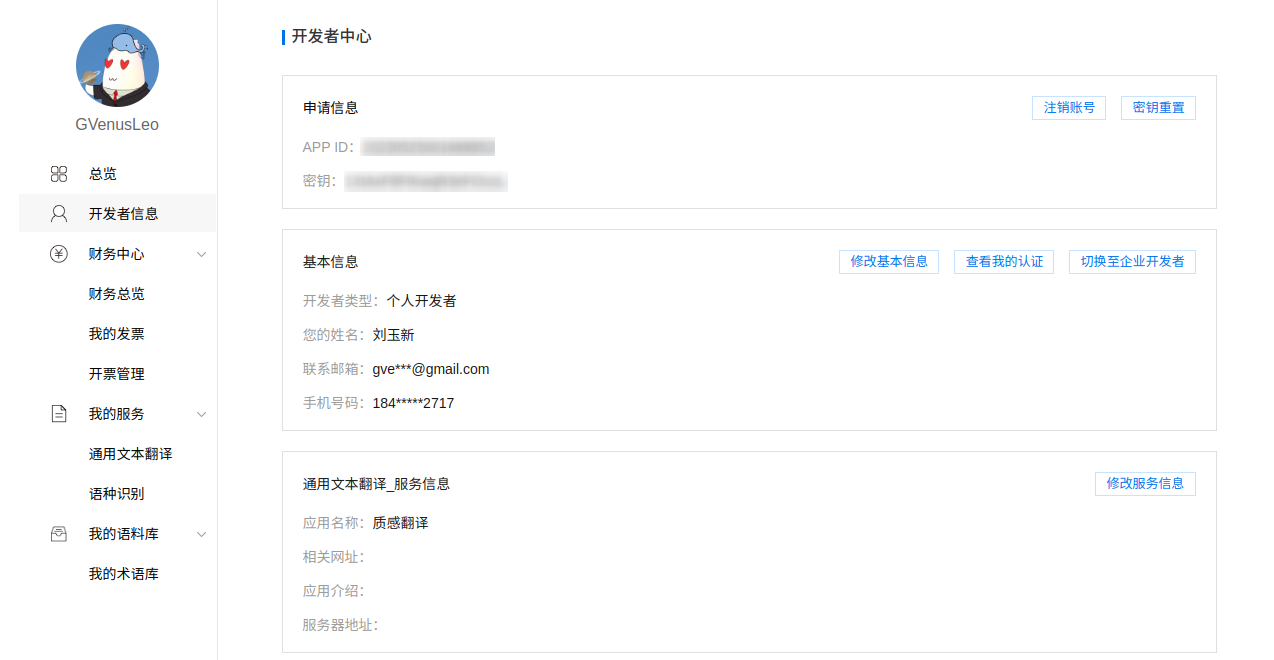 GVenusLeo
总览
开发者信息
财务中心
财务总览
我的发票
开票管理
我的服务
通用文本翻译
语种识别
我的语料库
我的术语库
开发者中心
申请信息
注销账号 密钥重置
APP ID：
密钥：
基本信息
修改基本信息 查看我的认证 切换至企业开发者
开发者类型：个人开发者
您的姓名：刘玉新
联系邮箱：gve***@gmail.com
手机号码：184*****2717
通用文本翻译_服务信息
修改服务信息
应用名称：质感翻译
相关网址：
应用介绍：
服务器地址：